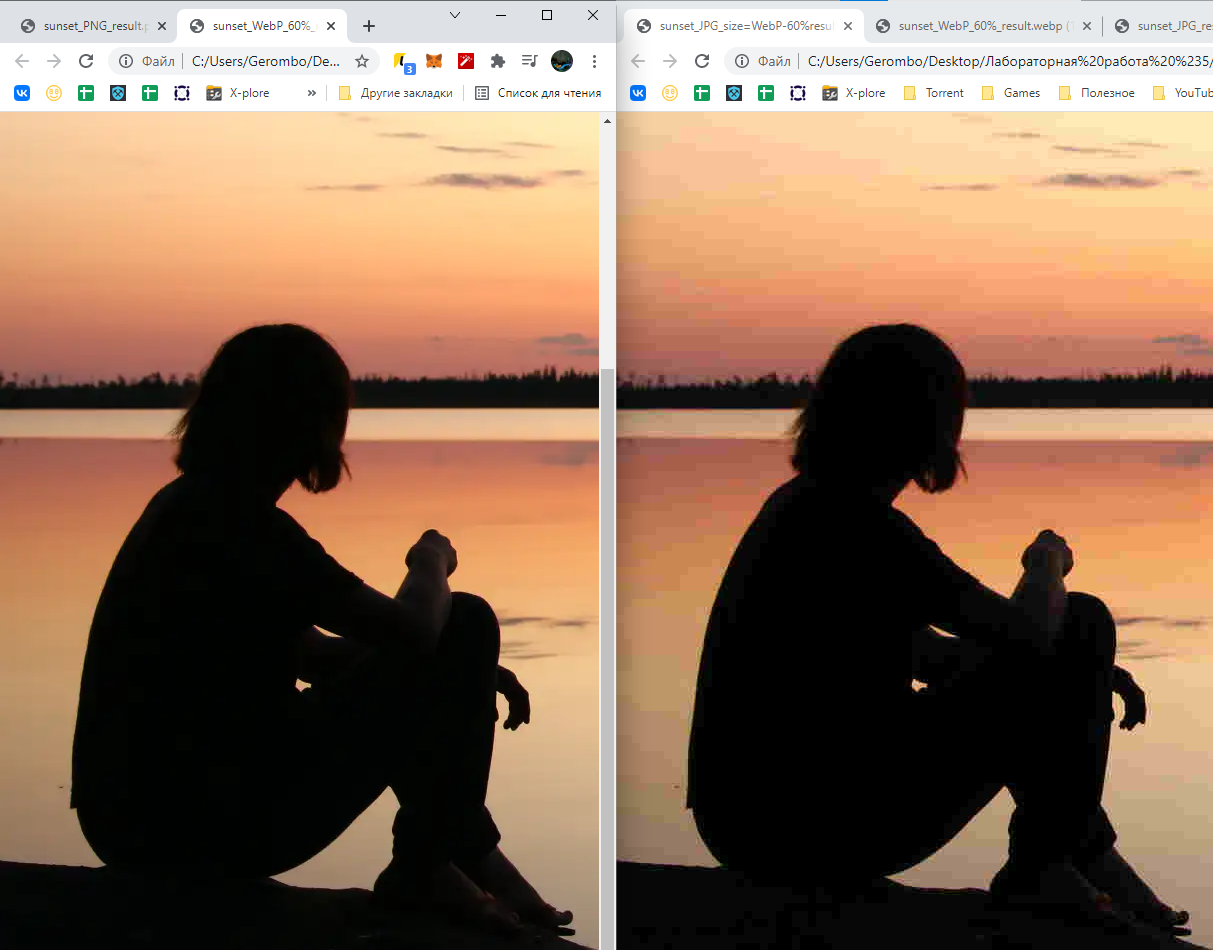 sunset_PNG_result.p
sunset_WebP_60%_
Файл
C:/Users/Gerombo/De...
3
X-plore
»
Другие закладки
Список для чтения
sunset_JPG_size=WebP-60%resul
sunset_WebP_60%_result.webp (
sunset_JPG_res
Файл
C:/Users/Gerombo/Desktop/Лабораторная%20работа%20%235/
X-plore
Torrent
Games
Полезное
YouTub